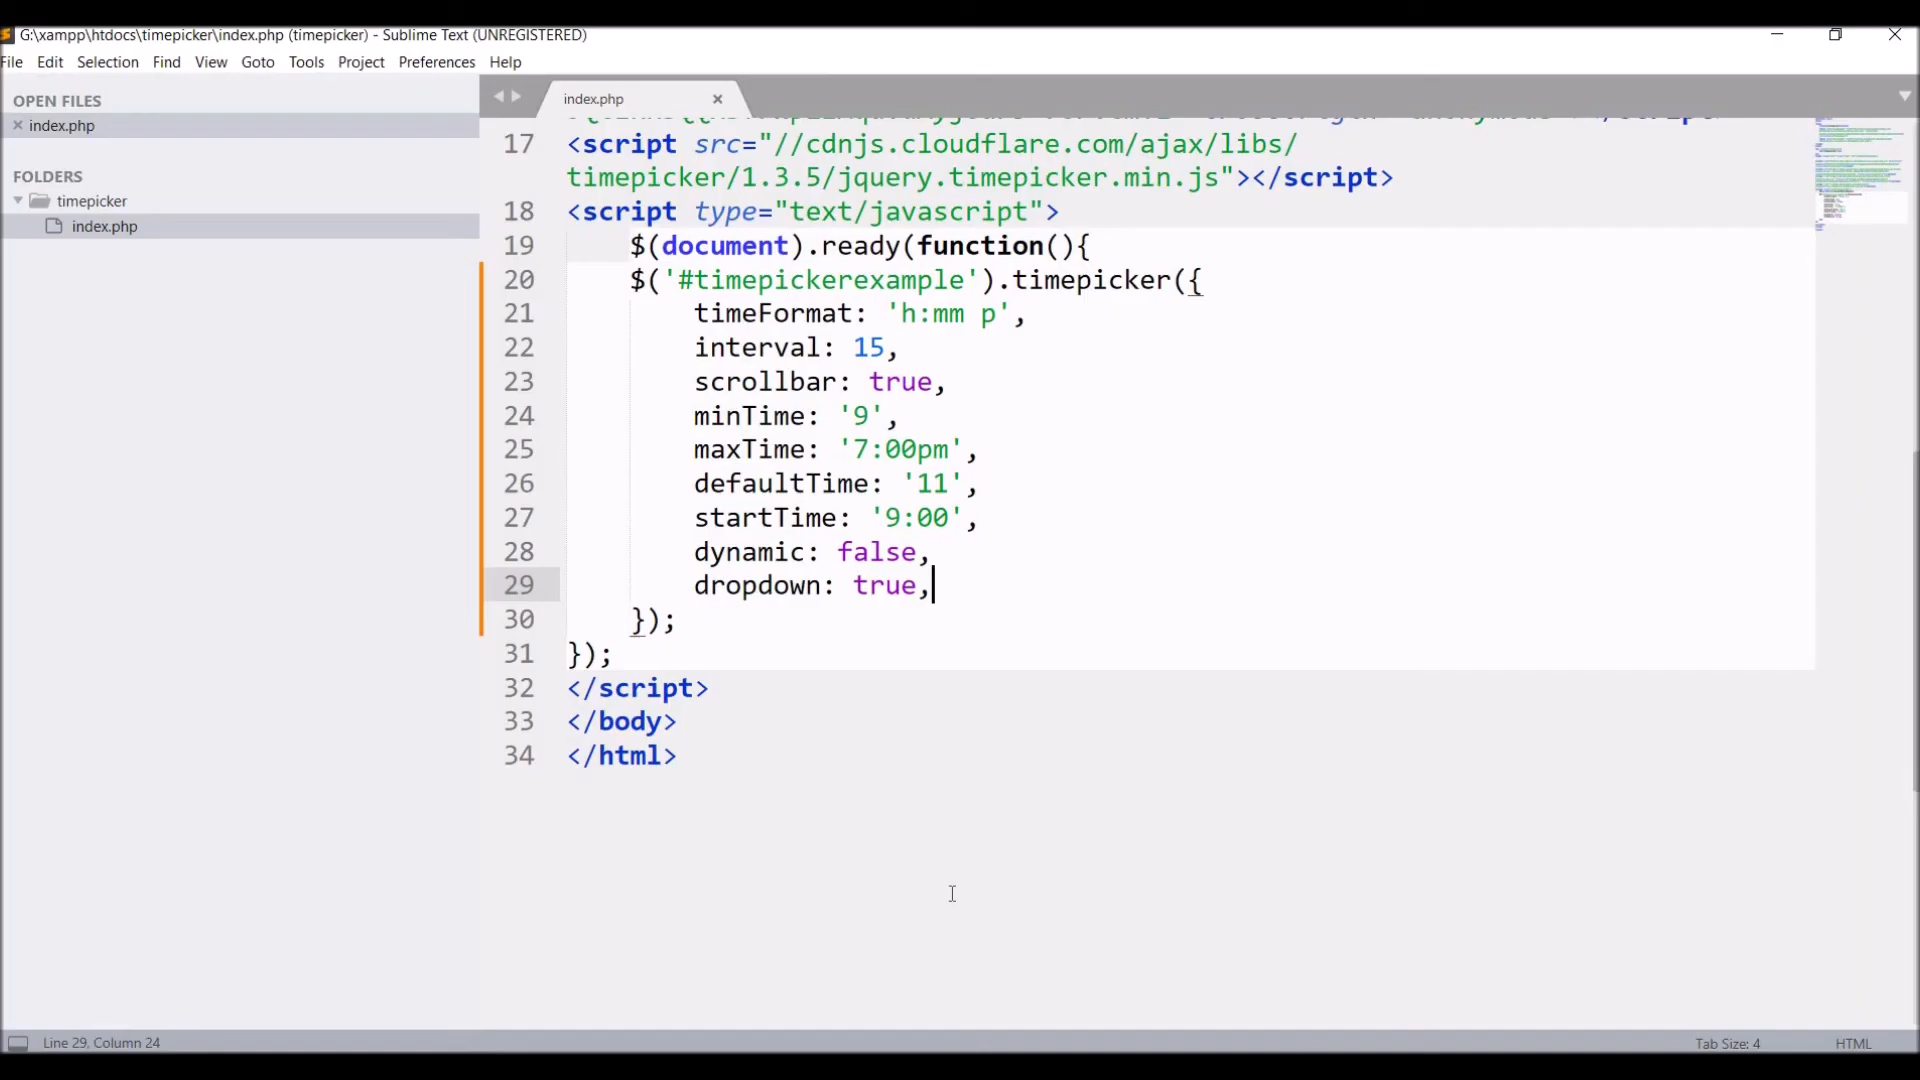 G:\xampp\htdocs\timepicker\index.php (timepicker) - Sublime Text (UNREGISTERED)
File Edit Selection Find View Goto Tools Project Preferences Help
OPEN FILES
index.php
FOLDERS
timepicker
index.php
index.php
17 <script src="//cdnjs.cloudflare.com/ajax/libs/
timepicker/1.3.5/jquery.timepicker.min.js"></script>
18 <script type="text/javascript">
19 $(document).ready(function(){
20 $('#timepickerexample').timepicker({
21 timeFormat: 'h:mm p',
22 interval: 15,
23 scrollbar: true,
24 minTime: '9',
25 maxTime: '7:00pm',
26 defaultTime: '11',
27 startTime: '9:00',
28 dynamic: false,
29 dropdown: true,
30 });
31 });
32 </script>
33 </body>
34 </html>
Line 29, Column 24
Tab Size: 4
HTML